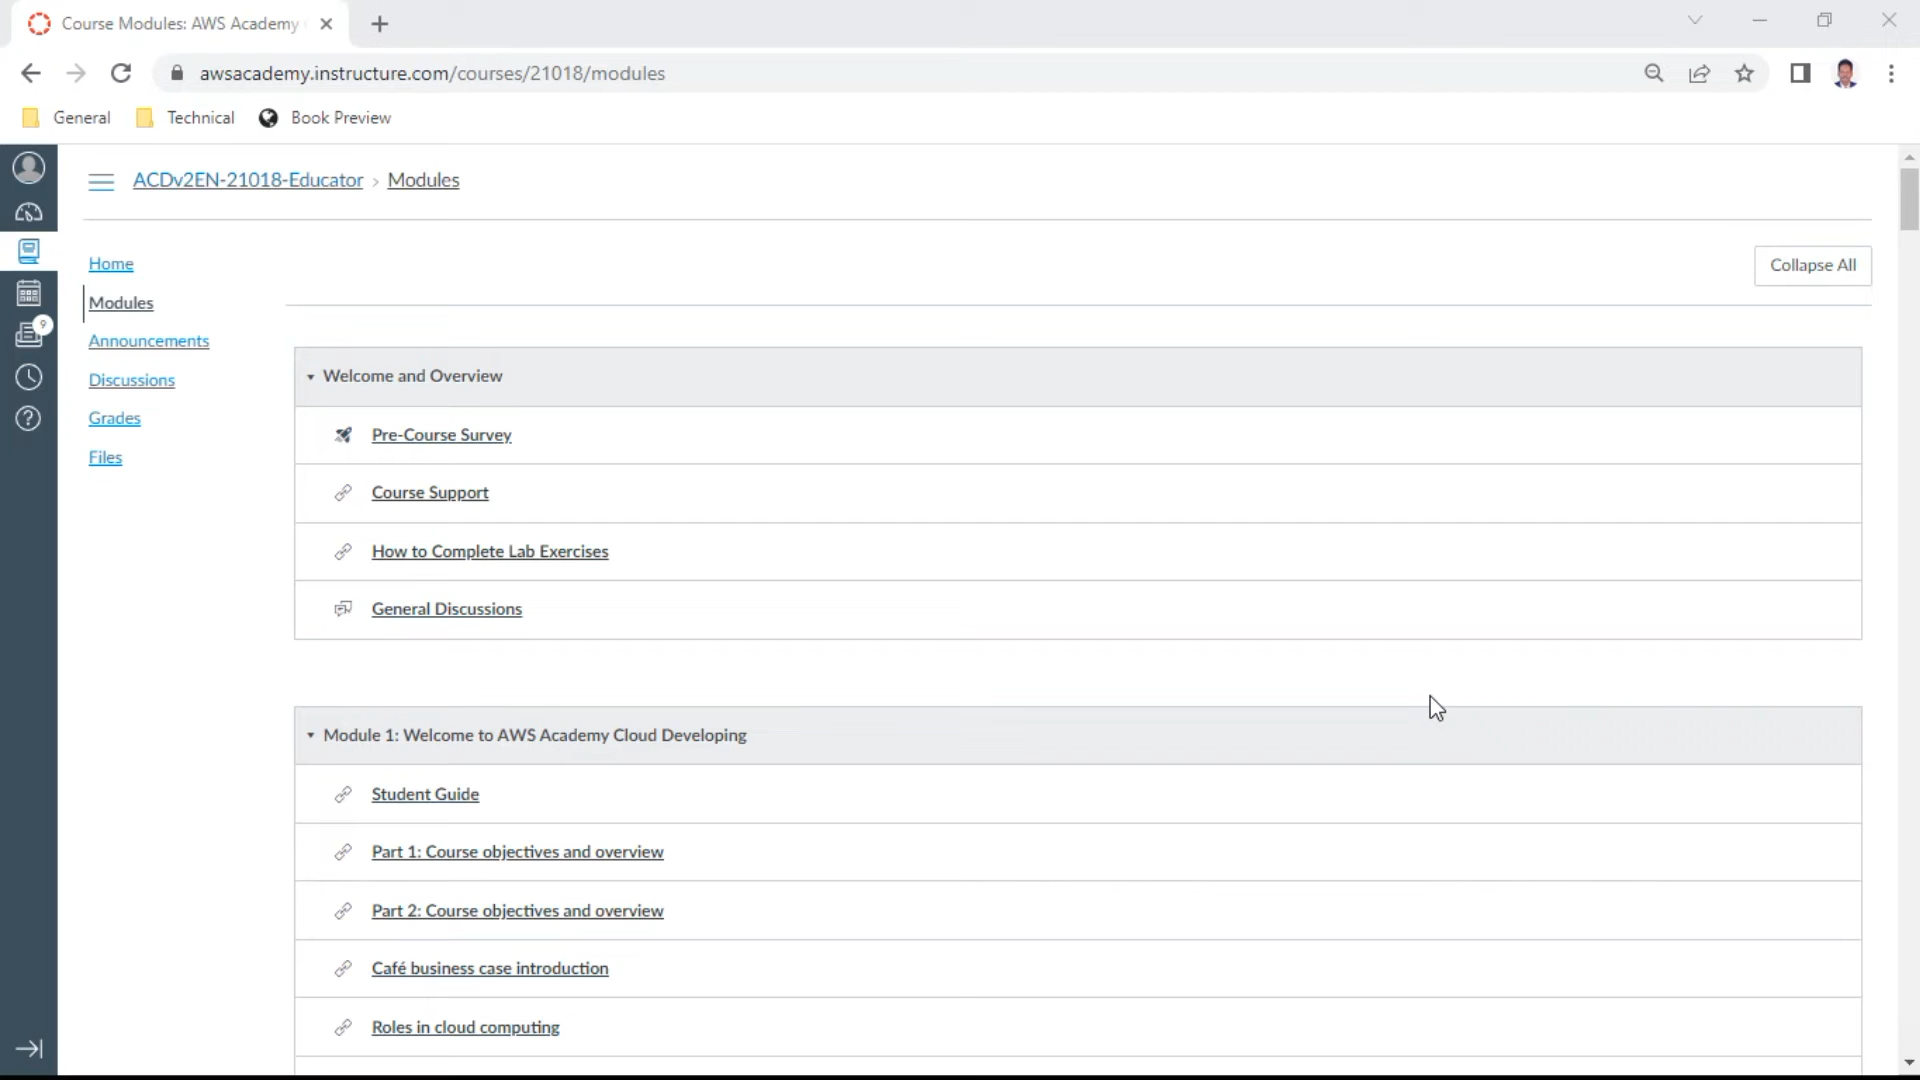 Course Modules: AWS Academy
awsacademy.instructure.com/courses/21018/modules
General Technical Book Preview
ACDv2EN-21018-Educator > Modules
Home
Collapse All
Modules
Announcements
9
Discussions
Grades
Files
Welcome and Overview
Pre-Course Survey
Course Support
How to Complete Lab Exercises
General Discussions
Module 1: Welcome to AWS Academy Cloud Developing
Student Guide
Part 1: Course objectives and overview
Part 2: Course objectives and overview
Café business case introduction
Roles in cloud computing